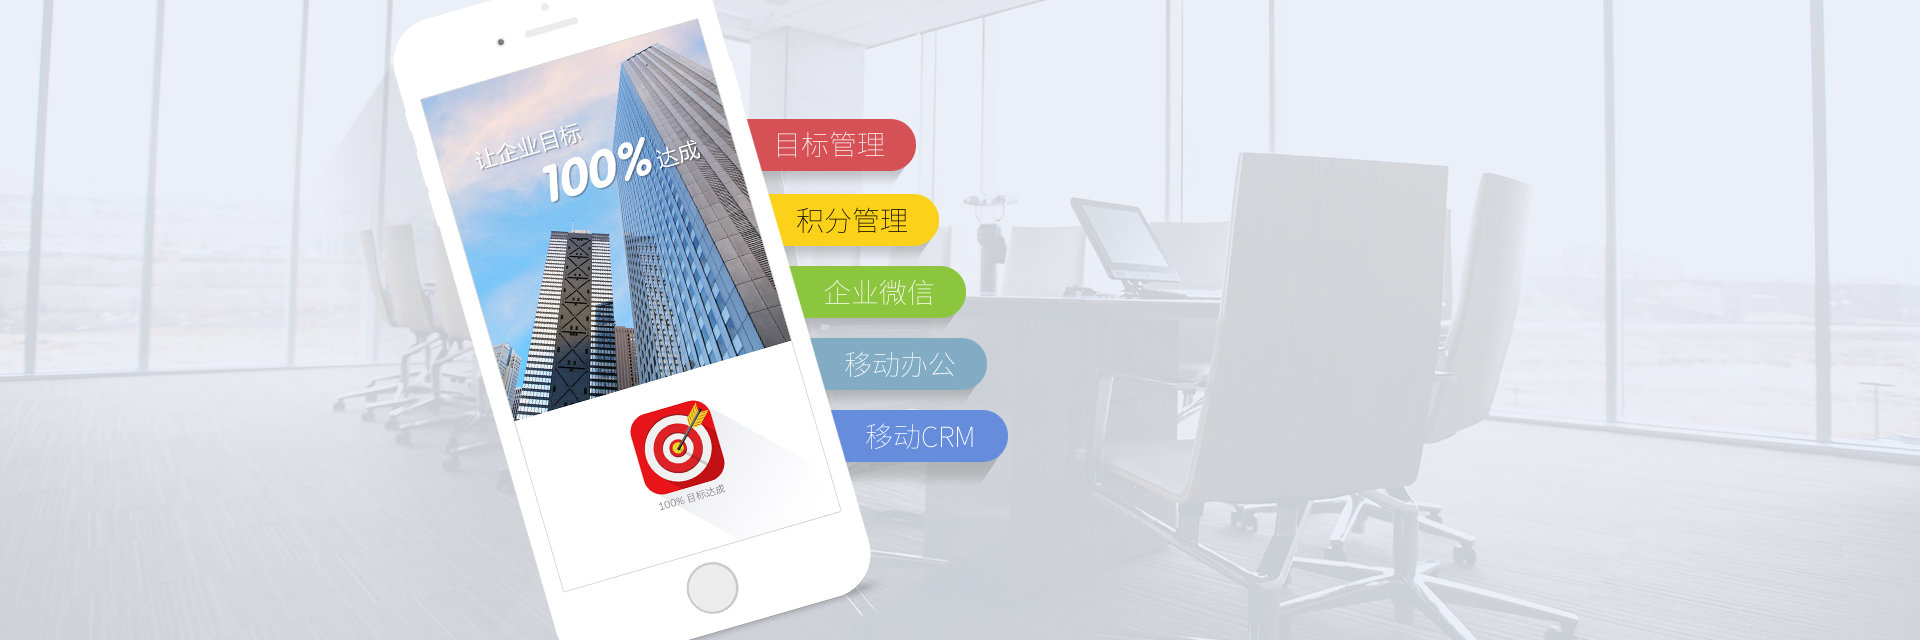 让企业目标
100% 达成
目标管理
积分管理
企业微信
移动办公
移动CRM
100% 目标达成